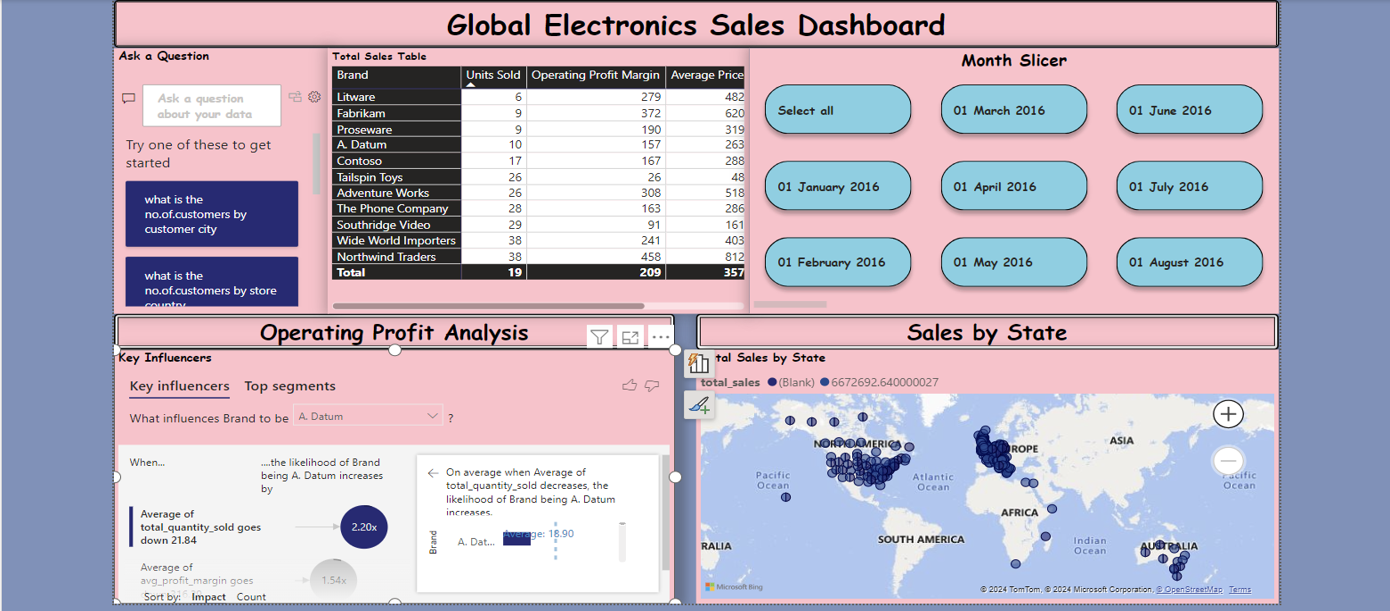 Global Electronics Sales Dashboard
Ask a Question
Ask a question
about your data
Try one of these to get
started
what is the
no.of.customers by
customer city
what is the
no.of.customers by store
country
Total Sales Table
Brand Units Sold Operating Profit Margin Average Price
Litware 6 279 482
Fabrikam 9 372 620
Proseware 9 190 319
A. Datum 10 157 263
Contoso 17 167 288
Tailspin Toys 26 26 48
Adventure Works 26 308 518
The Phone Company 28 163 286
Southridge Video 29 91 161
Wide World Importers 38 241 403
Northwind Traders 38 458 812
Total 19 209 357
Month Slicer
Select all 01 March 2016 01 June 2016
01 January 2016 01 April 2016 01 July 2016
01 February 2016 01 May 2016 01 August 2016
Operating Profit Analysis
Key Influencers
Key influencers Top segments
What influences Brand to be A. Datum ?
When...
....the likelihood of Brand
being A. Datum increases
by
Average of
total_quantity_sold goes
down 21.84
2.20x
Average of
avg_profit_margin goes
1.54x
Sort by: Impact Count
On average when Average of
total_quantity_sold decreases, the
likelihood of Brand being A. Datum
increases.
Average: 18.90
Brand
A. Dat...
Sales by State
tal Sales by State
total_sales (Blank) 6672692.640000027
NORTH AMERICA
ROPE
ASIA
Pacific
Ocean
Atlantic
Ocean
acific
Ocean
AFRICA
SOUTH AMERICA
Indian
Ocean
RALIA
AUSTRALIA
Microsoft Bing
© 2024 TomTom, © 2024 Microsoft Corporation, © OpenStreetMap Terms